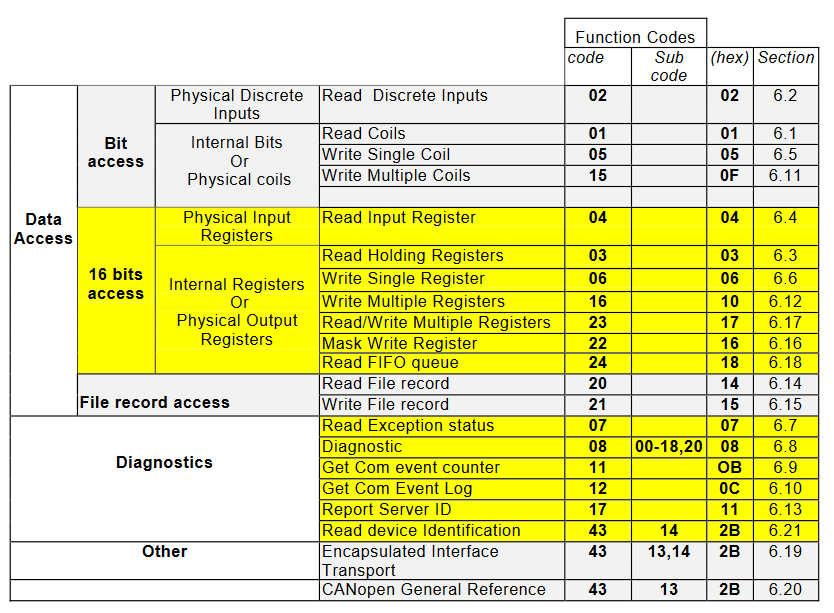 Function Codes
code Sub code (hex) Section
Data Access
Bit access
Physical Discrete Inputs
Read Discrete Inputs 02 02 6.2
Internal Bits Or Physical coils
Read Coils 01 01 6.1
Write Single Coil 05 05 6.5
Write Multiple Coils 15 0F 6.11
16 bits access
Physical Input Registers
Read Input Register 04 04 6.4
Internal Registers Or Physical Output Registers
Read Holding Registers 03 03 6.3
Write Single Register 06 06 6.6
Write Multiple Registers 16 10 6.12
Read/Write Multiple Registers 23 17 6.17
Mask Write Register 22 16 6.16
Read FIFO queue 24 18 6.18
File record access
Read File record 20 14 6.14
Write File record 21 15 6.15
Diagnostics
Read Exception status 07 07 6.7
Diagnostic 08 00-18,20 08 6.8
Get Com event counter 11 OB 6.9
Get Com Event Log 12 0C 6.10
Report Server ID 17 11 6.13
Read device Identification 43 14 2B 6.21
Other
Encapsulated Interface Transport 43 13,14 2B 6.19
CANopen General Reference 43 13 2B 6.20